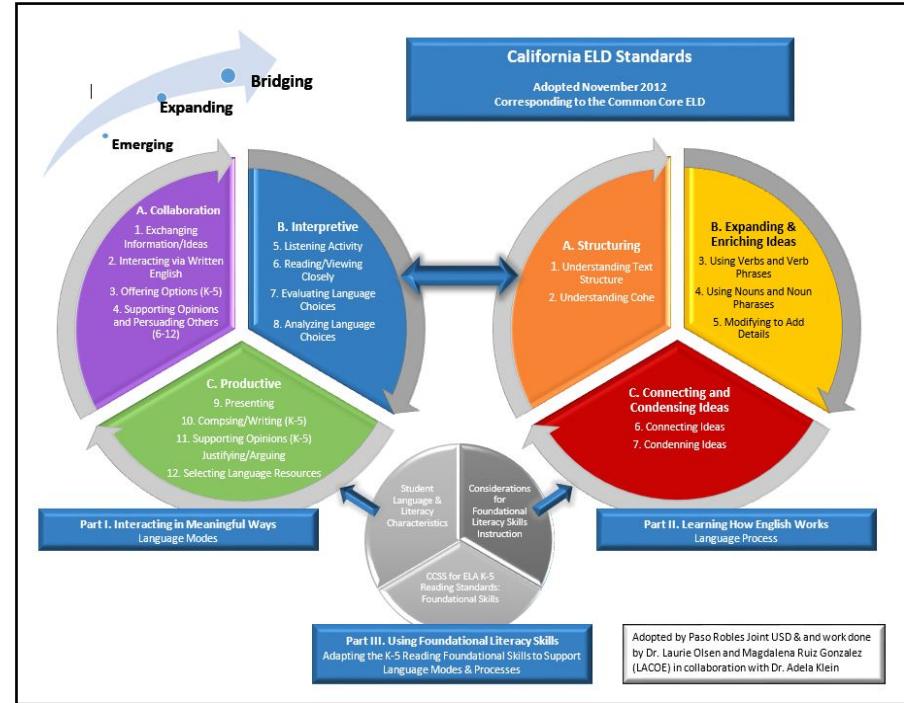 Bridging
Expanding
Emerging
California ELD Standards
Adopted November 2012
Corresponding to the Common Core ELD
A. Collaboration
1. Exchanging
Information/Ideas
2. Interacting via Written
English
3. Offering Options (K-5)
4. Supporting Opinions
and Persuading Others
(6-12)
B. Interpretive
5. Listening Activity
6. Reading/Viewing
Closely
7. Evaluating Language
Choices
8. Analyzing Language
Choices
C. Productive
9. Presenting
10. Compsing/Writing (K-5)
11. Supporting Opinions (K-5)
Justifying/Arguing
12. Selecting Language Resources
A. Structuring
1. Understanding Text
Structure
2. Understanding Cohe
B. Expanding &
Enriching Ideas
3. Using Verbs and Verb
Phrases
4. Using Nouns and Noun
Pharases
5. Modifying to Add
Details
C. Connecting and
Condensing Ideas
6. Connecting Ideas
7. Condenning Ideas
Student
Language &
Literacy
Characteristics
Considerations
for
Foundational
Literacy Skills
Instruction
CCSS for ELA K-5
Reading Standards:
Foundational Skills
Part I. Interacting in Meaningful Ways
Language Modes
Part II. Learning How English Works
Language Process
Part III. Using Foundational Literacy Skills
Adapting the K-5 Reading Foundational Skills to Support
Language Modes & Processes
Adopted by Paso Robles Joint USD & and work done
by Dr. Laurie Olsen and Magdalena Ruiz Gonzalez
(LACOE) in collaboration with Dr. Adela Klein